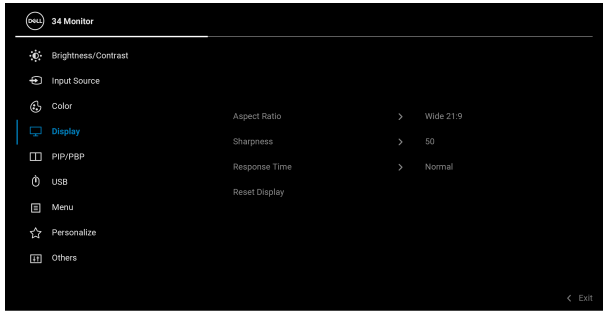 DELL 34 Monitor
Brightness/Contrast
Input Source
Color
Aspect Ratio Wide 21:9
Display
Sharpness 50
PIP/PBP
Response Time Normal
USB
Reset Display
Menu
Personalize
Others
Exit